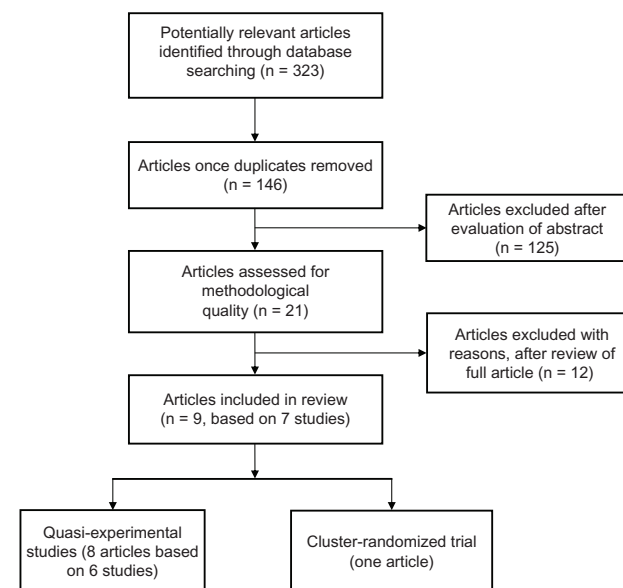 Potentially relevant articles
identified through database
searching (n = 323)
Articles once duplicates removed
(n = 146)
Articles excluded after
evaluation of abstract
(n = 125)
Articles assessed for
methodological
quality (n = 21)
Articles excluded with
reasons, after review of
full article (n = 12)
Articles included in review
(n = 9, based on 7 studies)
Quasi-experimental
studies (8 articles based
on 6 studies)
Cluster-randomized trial
(one article)